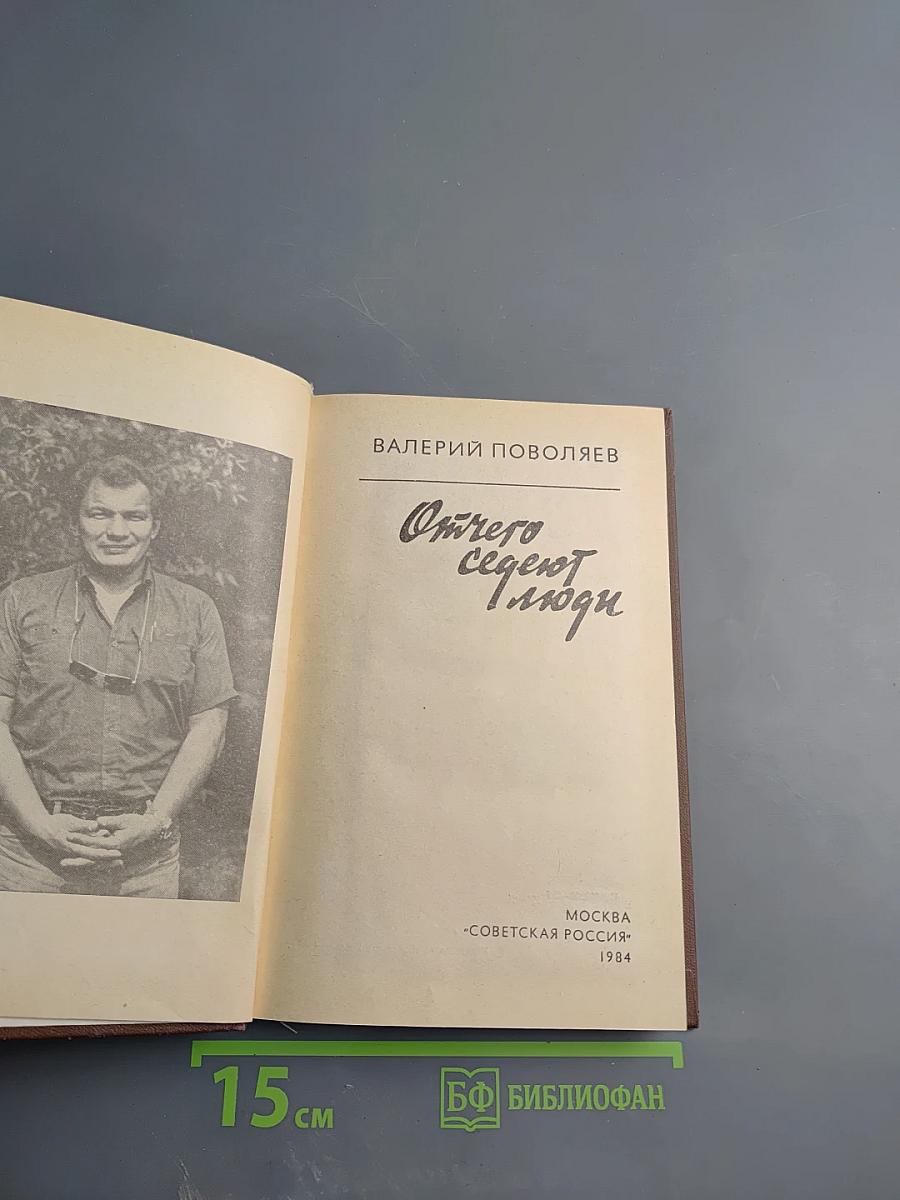 ВАЛЕРИЙ ПОВОЛЯЕВ
Отчего
седеют
люди
МОСКВА
"СОВЕТСКАЯ РОССИЯ"
1984
15 см
БФ БИБЛИОФАН